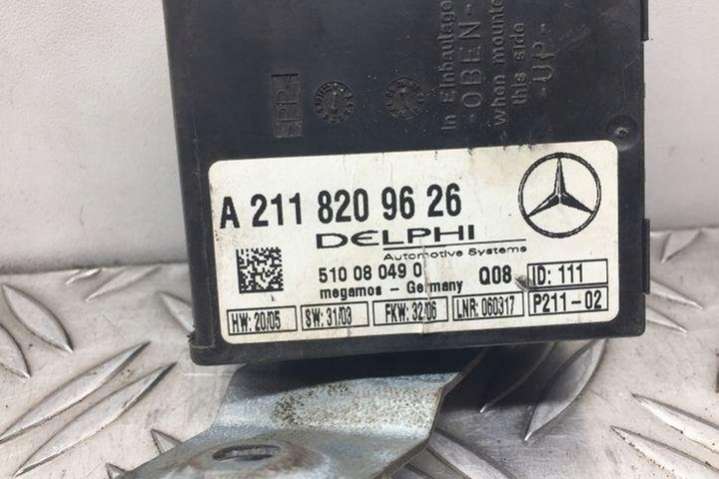 >PP<
In Einbaulage
-OBEN-
when mounted
this side
-UP-
A 211 820 96 26
DELPHI
Automotive Systems
510 08 049 0
Q08
ID: 111
megamos - Germany
P211-02
HW: 20/05
SW: 31/03
FKW: 32/06
LNR: 060317